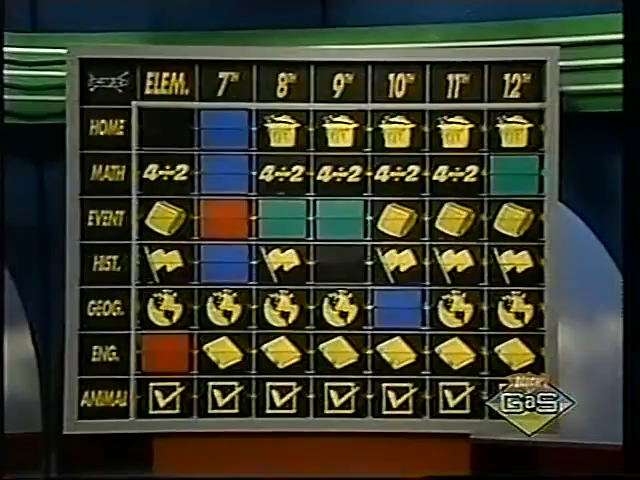 ELEM. 7TH 8TH 9TH 10TH 11TH 12TH
HOME
MATH 4÷2 4÷2 4÷2 4÷2 4÷2
EVENT
HIST.
GEOG.
ENG.
ANIMAL
GaS